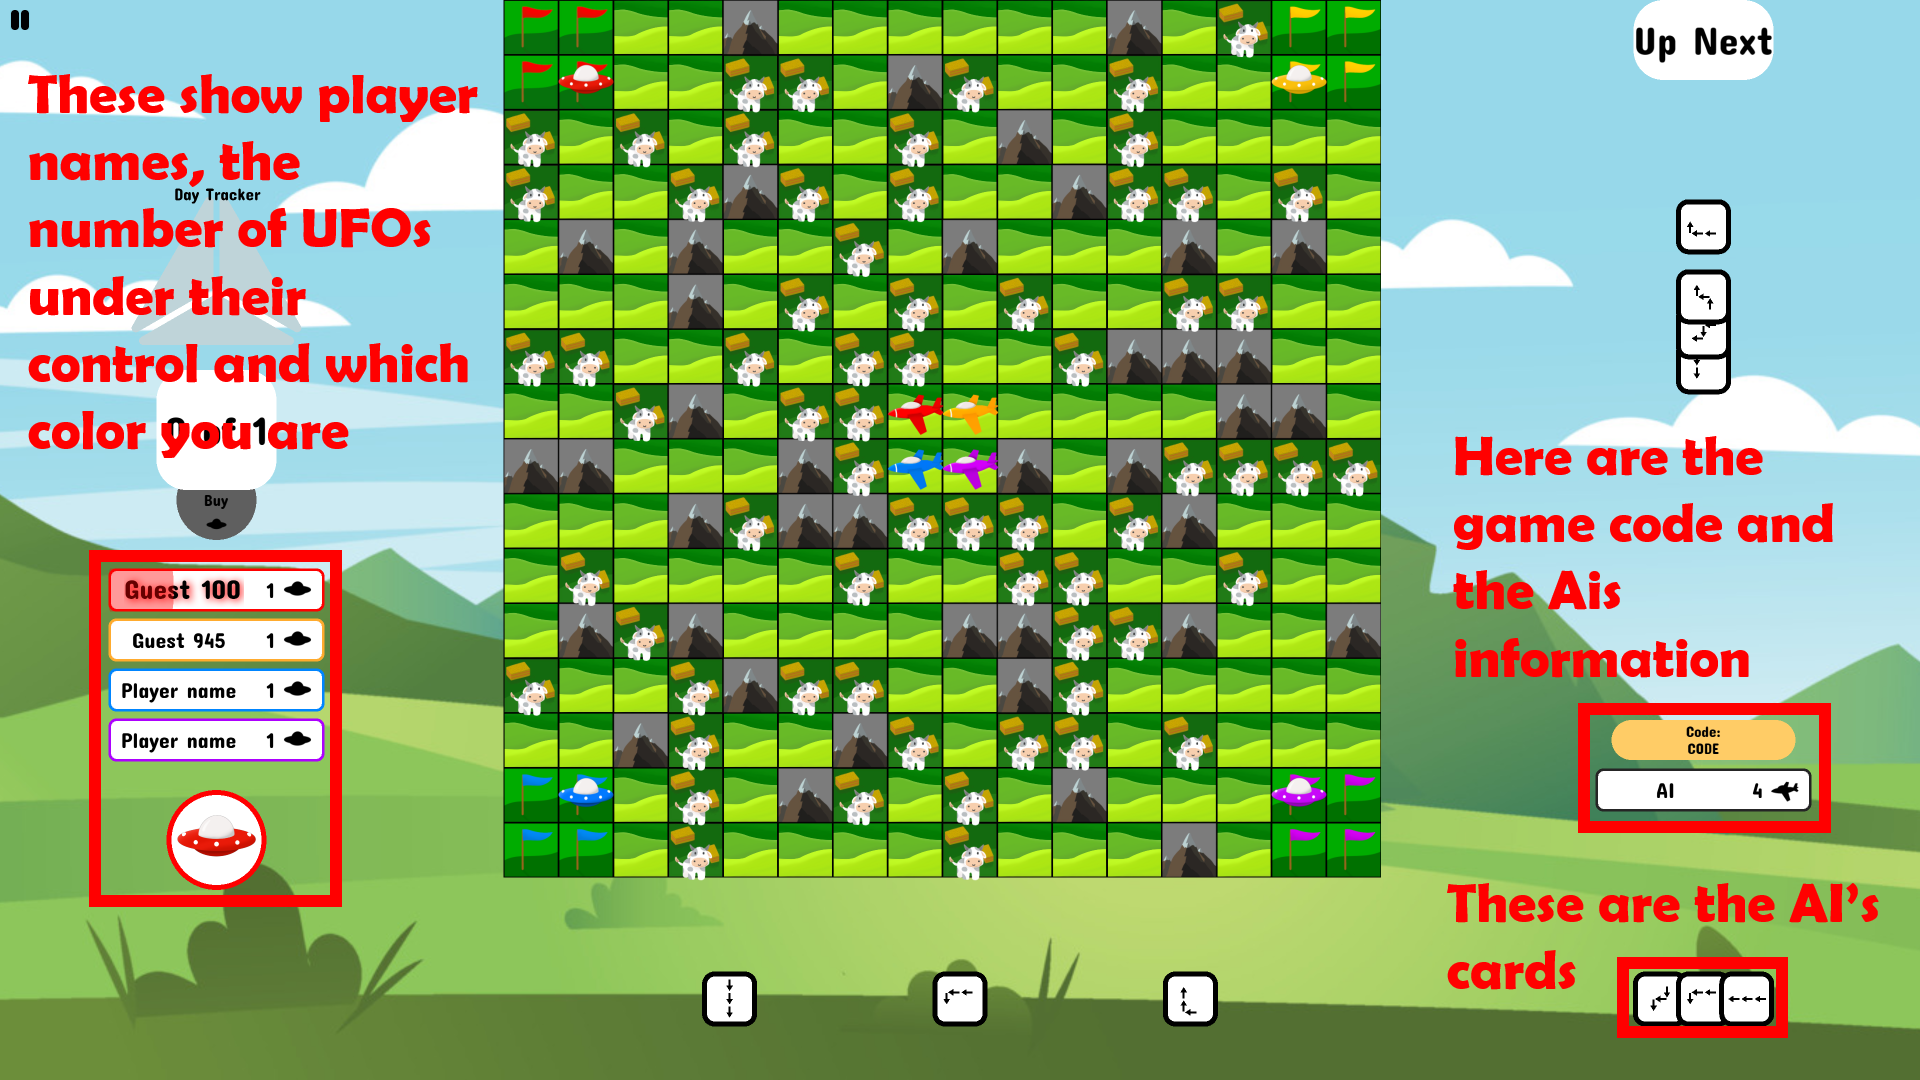 Up Next
These show player
names, the
Day Tracker
number of UFOs
under their
control and which
color you are
of 1
Buy
Guest 100 1
Guest 945 1
Player name 1
Player name 1
Here are the
game code and
the Ais
information
Code:
CODE
AI 4
These are the AI's
cards